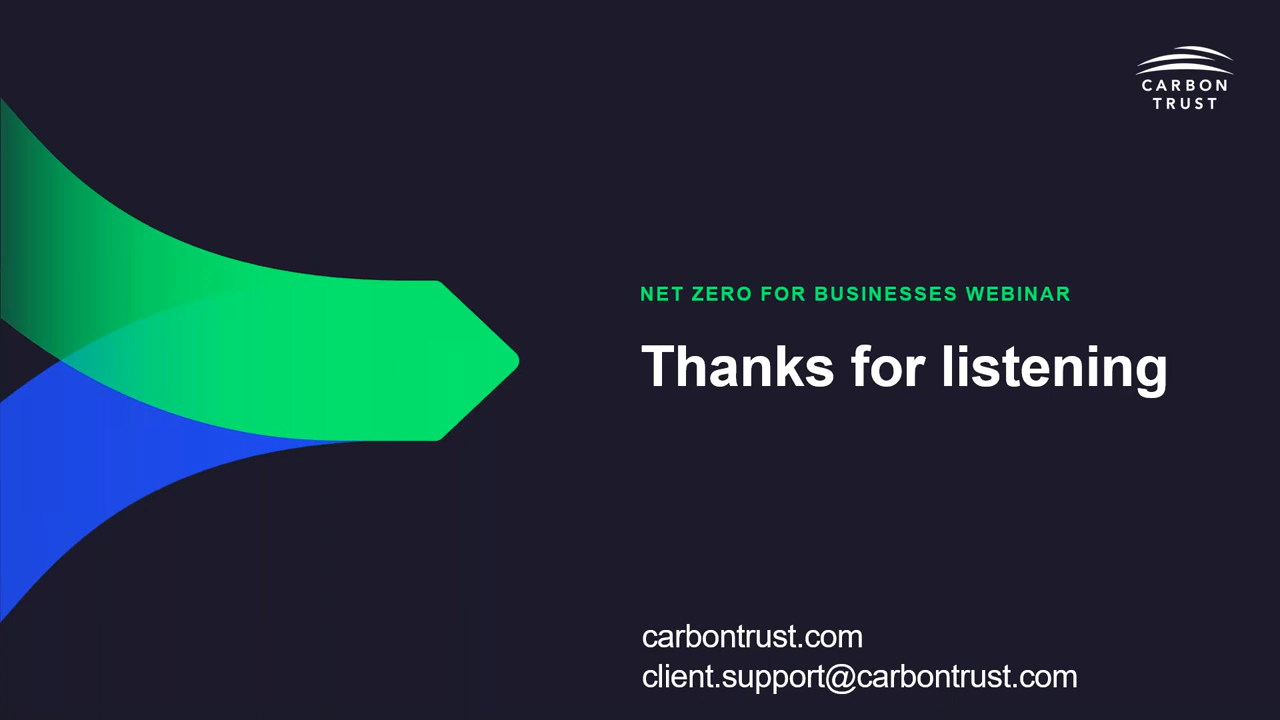 CARBON
TRUST
NET ZERO FOR BUSINESSES WEBINAR
Thanks for listening
carbontrust.com
client.support@carbontrust.com